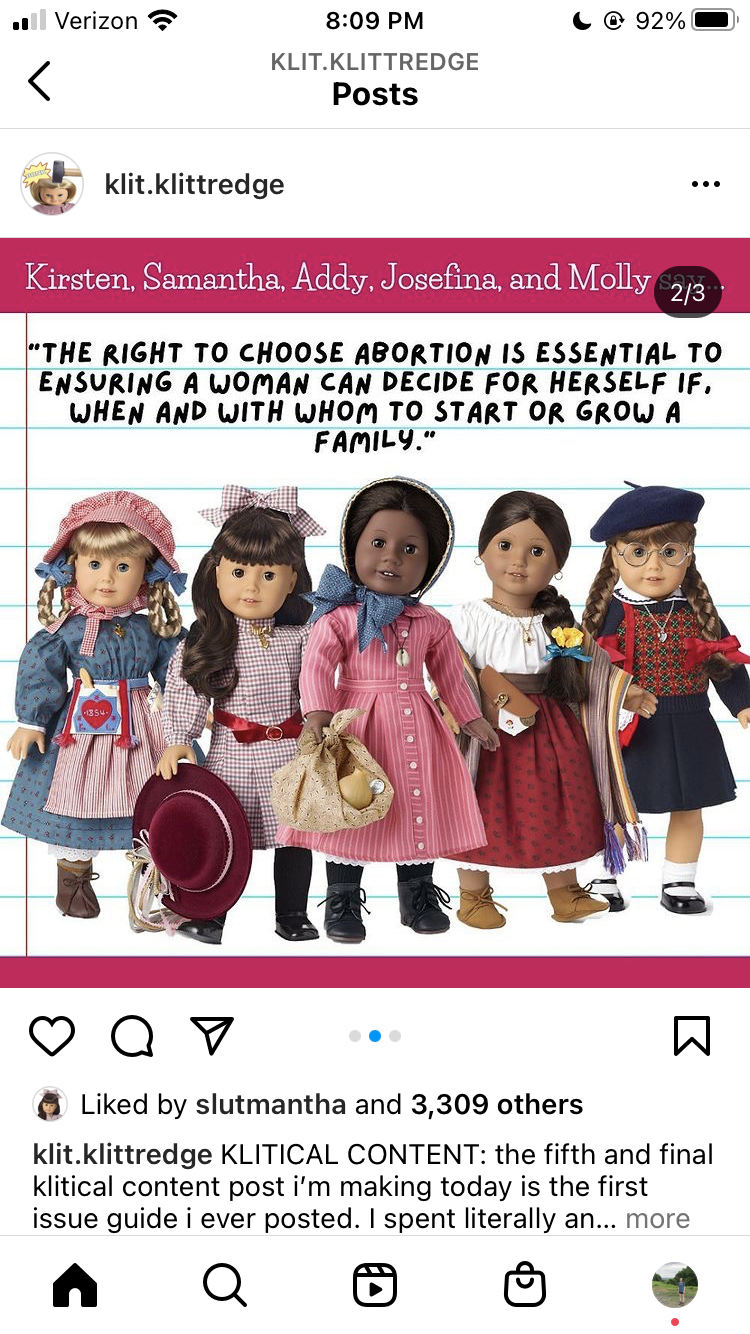 Verizon 8:09 PM 92%
KLIT.KLITTREDGE
Posts
klit.klittredge
Kirsten, Samantha, Addy, Josefina, and Molly say...
2/3
"THE RIGHT TO CHOOSE ABORTION IS ESSENTIAL TO
ENSURING A WOMAN CAN DECIDE FOR HERSELF IF,
WHEN AND WITH WHOM TO START OR GROW A
FAMILY."
1854
Liked by slutmantha and 3,309 others
klit.klittredge KLITICAL CONTENT: the fifth and final
klitical content post i'm making today is the first
issue guide i ever posted. I spent literally an... more